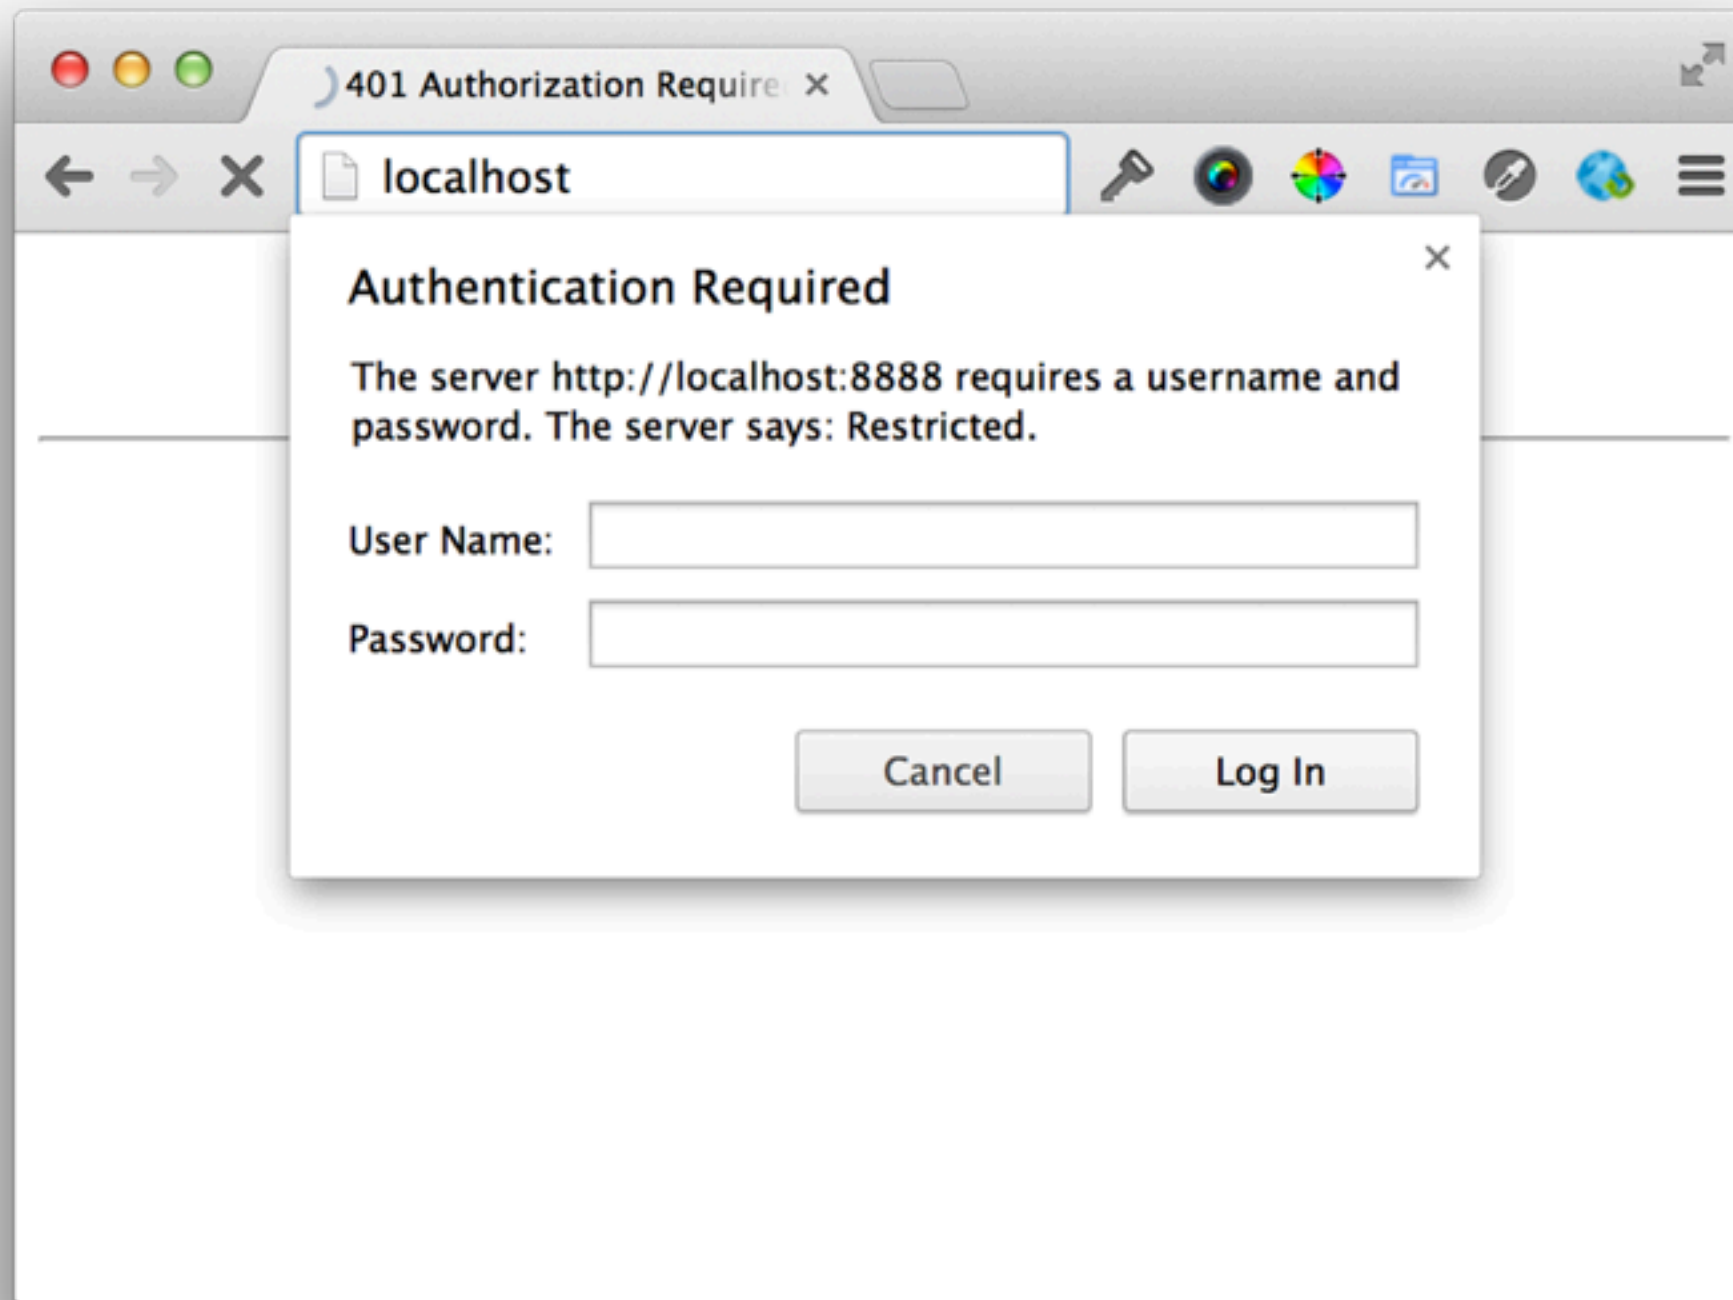 401 Authorization Require
localhost
Authentication Required
The server http://localhost:8888 requires a username and
password. The server says: Restricted.
User Name:
Password:
Cancel
Log In